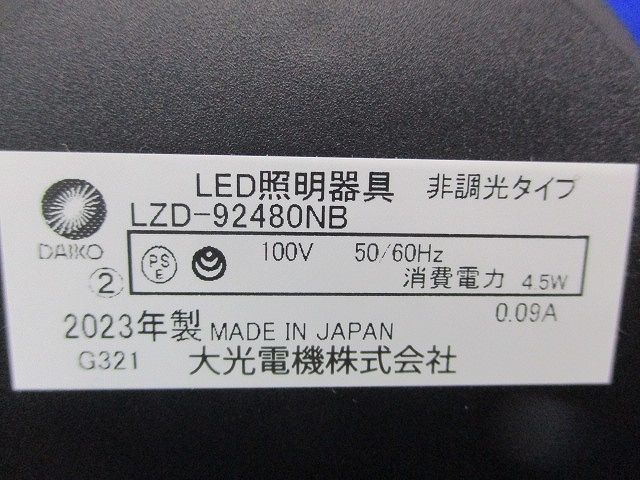 LED照明器具 非調光タイプ
LZD-92480NB
DAIKO
PS
E
100V 50/60Hz
② 消費電力 4.5W
0.09A
2023年製 MADE IN JAPAN
G321 大光電機株式会社